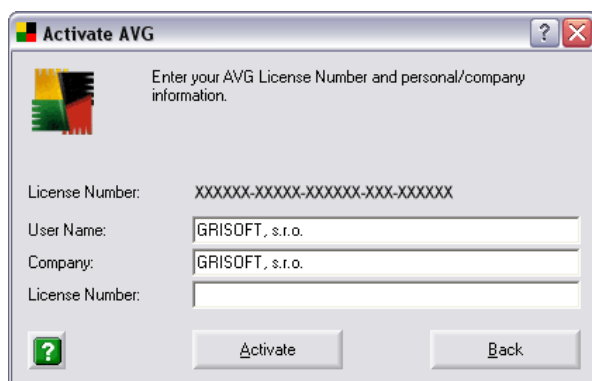 Activate AVG
Enter your AVG License Number and personal/company
information.
License Number: XXXXXX-XXXXX-XXXXXX-XXX-XXXXXX
User Name: GRISOFT, s.r.o.
Company: GRISOFT, s.r.o.
License Number:
? Activate Back